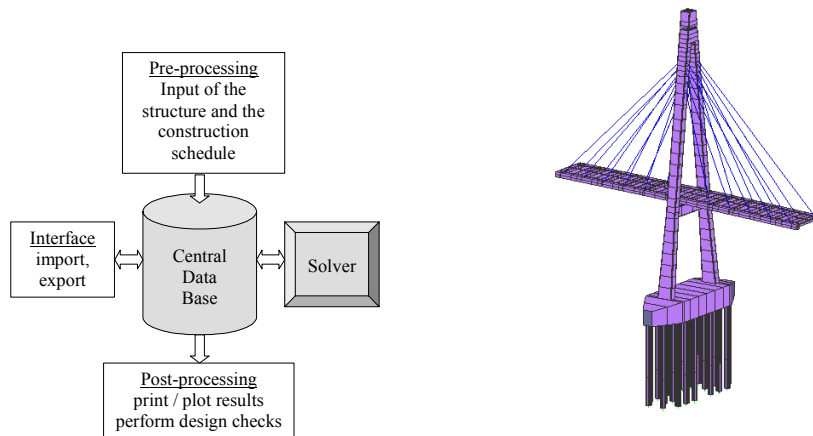 Pre-processing
Input of the
structure and the
construction
schedule
Interface
import,
export
Central
Data
Base
Solver
Post-processing
print / plot results
perform design checks